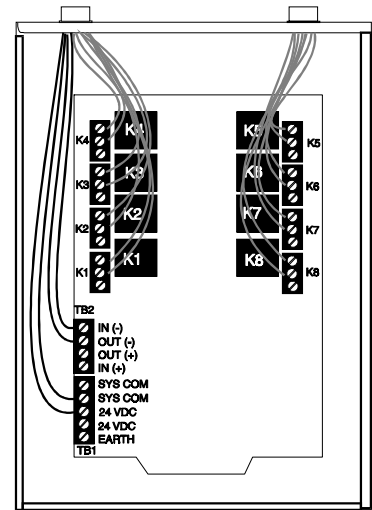 K4 K4 K5 K5
K3 K3 K6 K6
K2 K2 K7 K7
K1 K1 K8 K8
TB2
IN (-)
OUT (-)
OUT (+)
IN (+)
SYS COM
SYS COM
24 VDC
24 VDC
EARTH
TB1